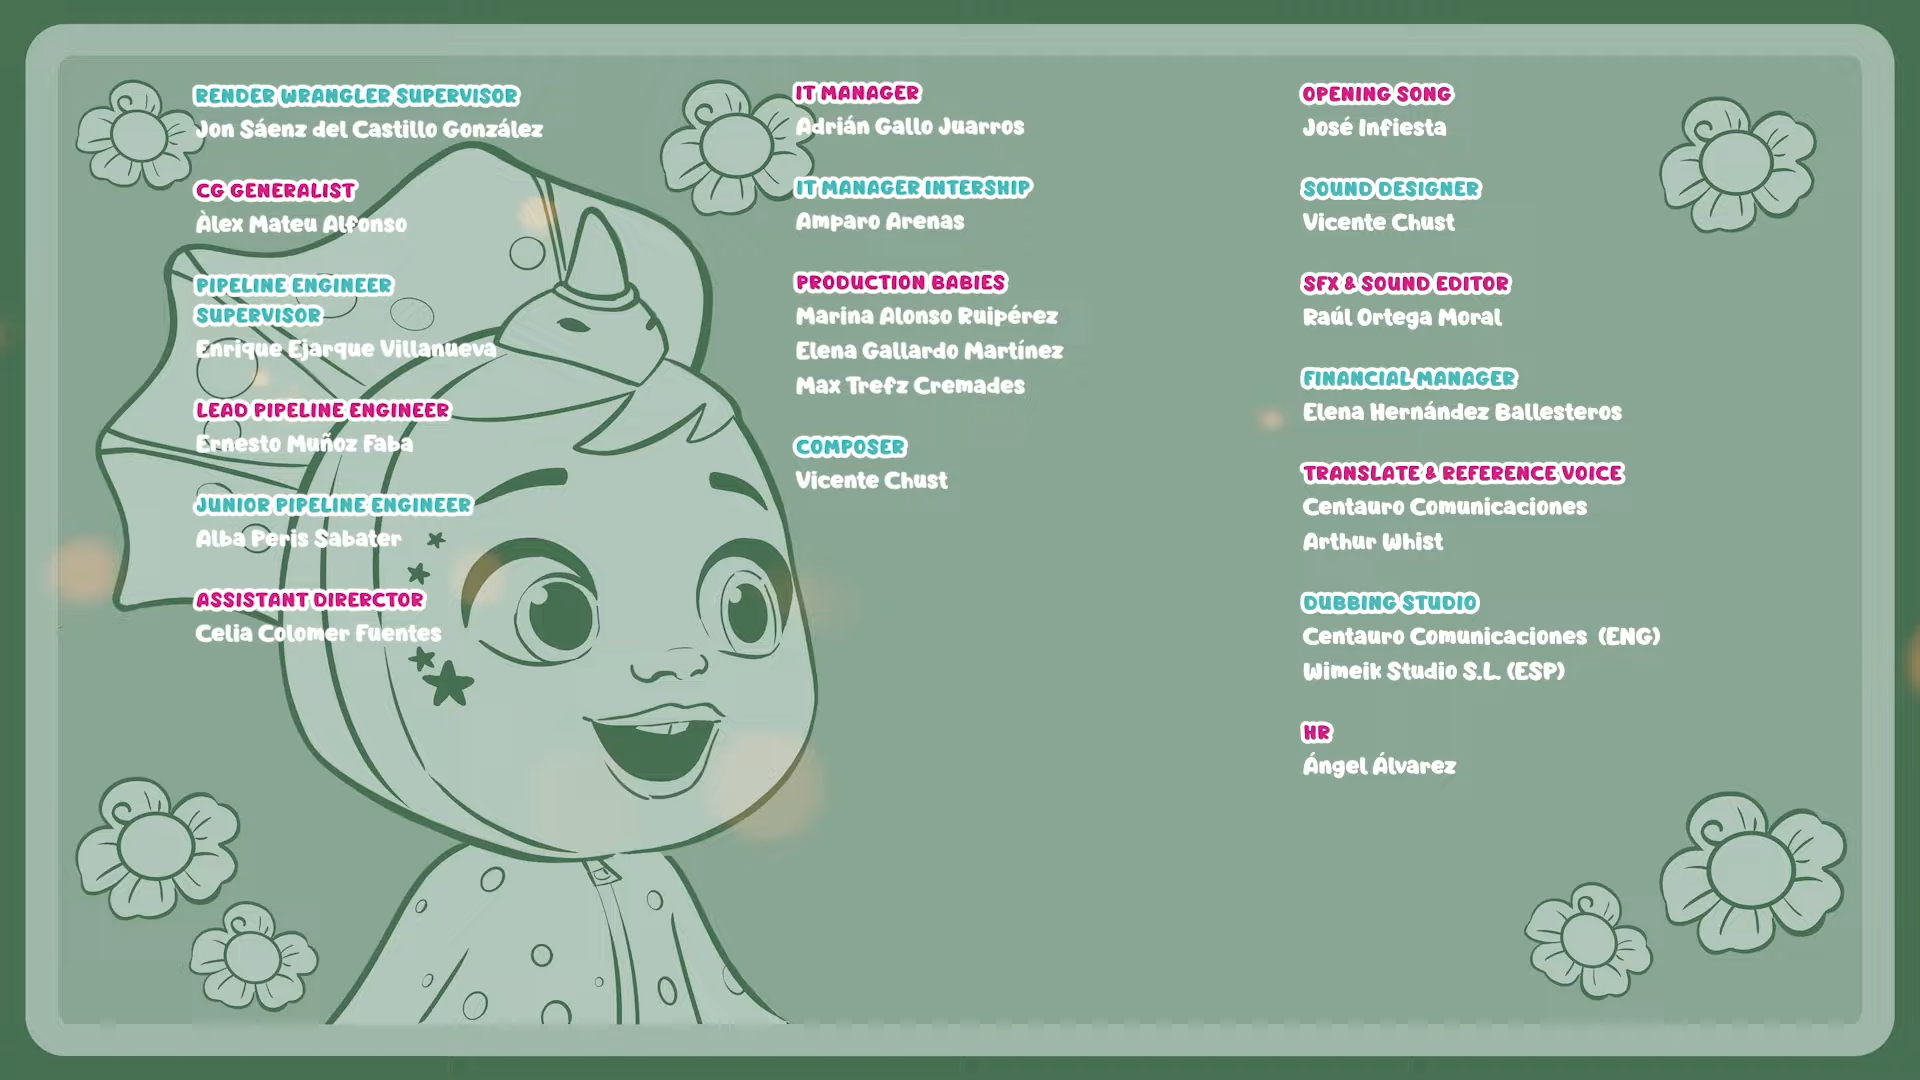 RENDER WRANGLER SUPERVISOR
Jon Sáenz del Castillo González
CG GENERALIST
Àlex Mateu Alfonso
PIPELINE ENGINEER
SUPERVISOR
Enrique Ejarque Villanueva
LEAD PIPELINE ENGINEER
Ernesto Muñoz Faba
JUNIOR PIPELINE ENGINEER
Alba Peris Sabater
ASSISTANT DIRERCTOR
Celia Colomer Fuentes
IT MANAGER
Adrián Gallo Juarros
IT MANAGER INTERSHIP
Amparo Arenas
PRODUCTION BABIES
Marina Alonso Ruipérez
Elena Gallardo Martínez
Max Trefz Cremades
COMPOSER
Vicente Chust
OPENING SONG
José Infiesta
SOUND DESIGNER
Vicente Chust
SFX & SOUND EDITOR
Raúl Ortega Moral
FINANCIAL MANAGER
Elena Hernández Ballesteros
TRANSLATE & REFERENCE VOICE
Centauro Comunicaciones
Arthur Whist
DUBBING STUDIO
Centauro Comunicaciones (ENG)
Wimeik Studio S.L. (ESP)
HR
Ángel Álvarez